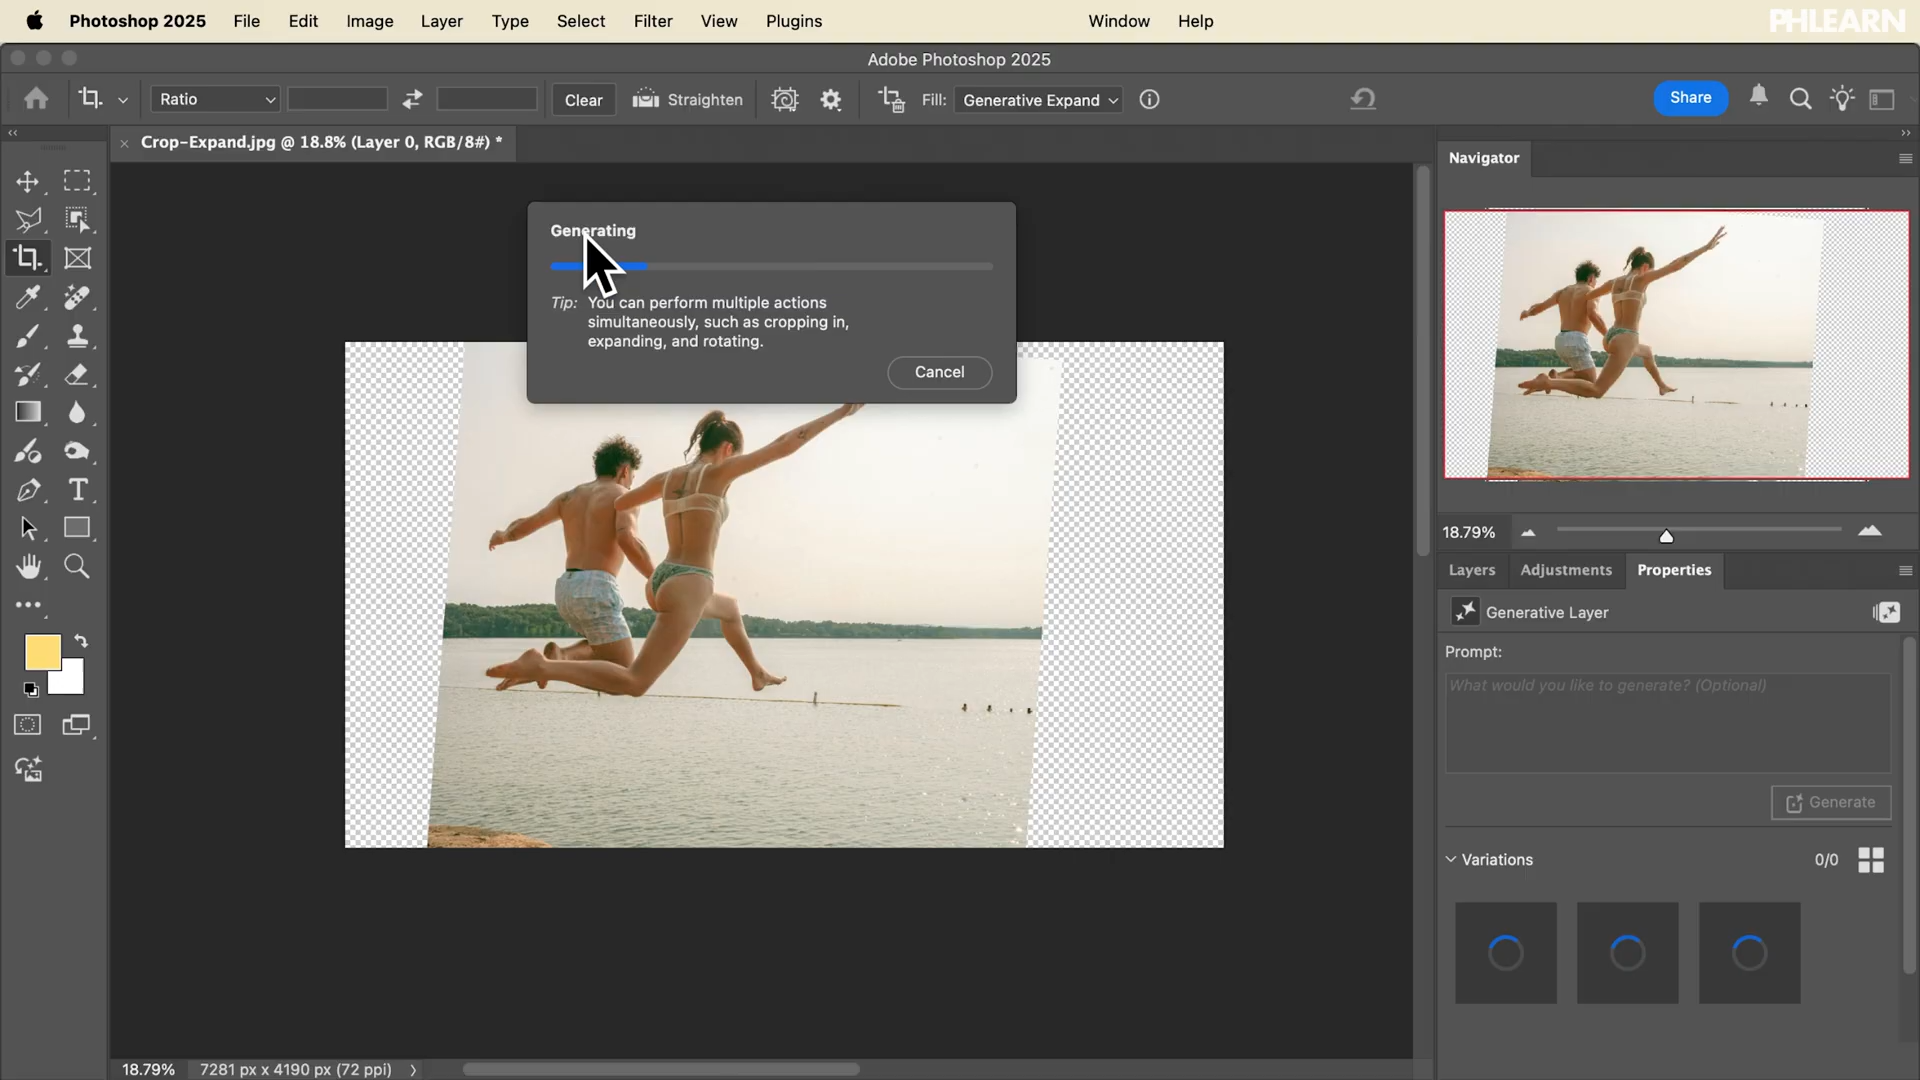 Photoshop 2025 File Edit Image Layer Type Select Filter View Plugins Window Help
PHLEARN
Adobe Photoshop 2025
Ratio Clear Straighten Fill: Generative Expand Share
Crop-Expand.jpg @ 18.8% (Layer 0, RGB/8#) *
Navigator
Generating
Tip: You can perform multiple actions
simultaneously, such as cropping in,
expanding, and rotating.
Cancel
18.79%
Layers Adjustments Properties
Generative Layer
Prompt:
What would you like to generate? (Optional)
Generate
Variations 0/0
18.79% 7281 px x 4190 px (72 ppi)